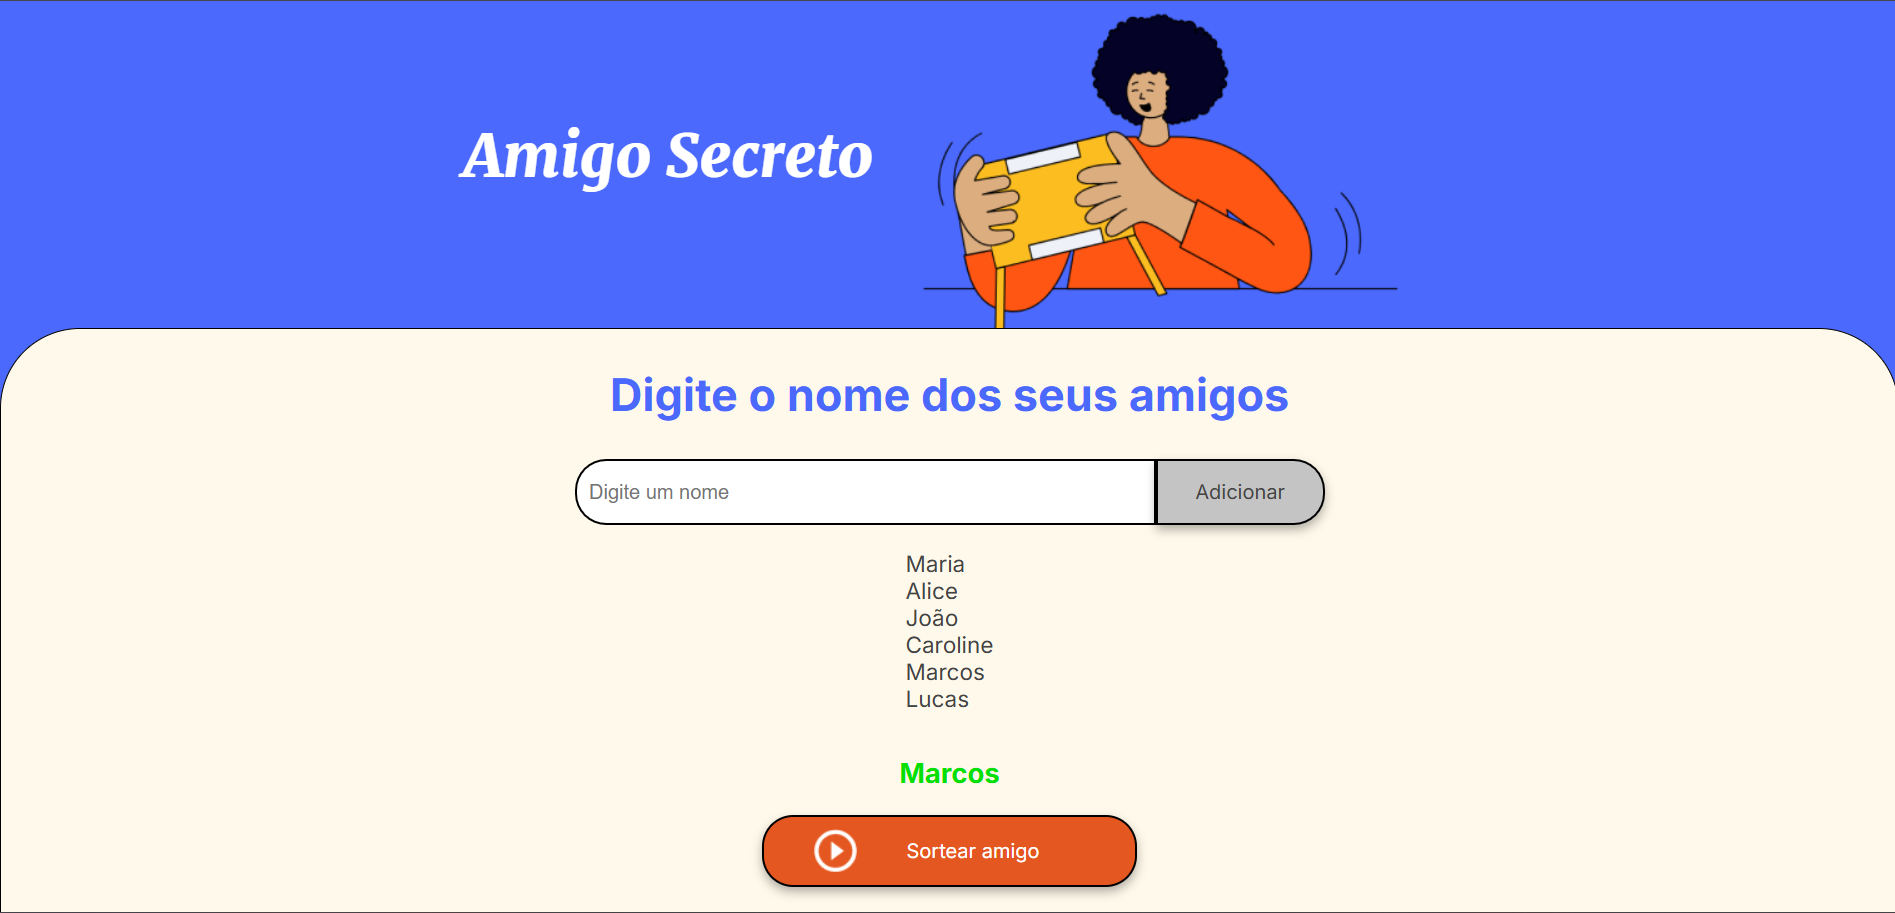 Amigo Secreto
Digite o nome dos seus amigos
Digite um nome
Adicionar
Maria
Alice
João
Caroline
Marcos
Lucas
Marcos
Sortear amigo